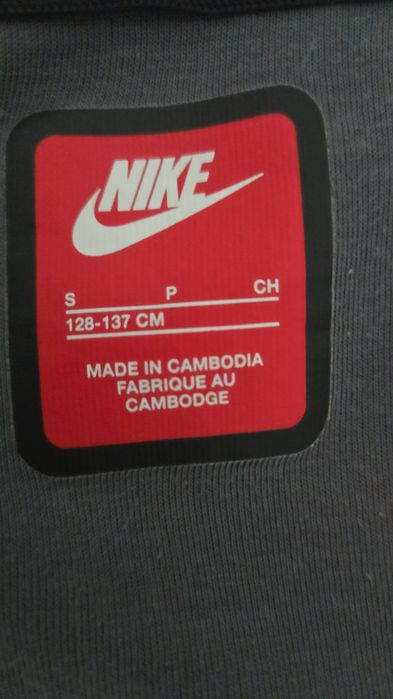 NIKE
S P CH
128-137 CM
MADE IN CAMBODIA
FABRIQUE AU
CAMBODGE